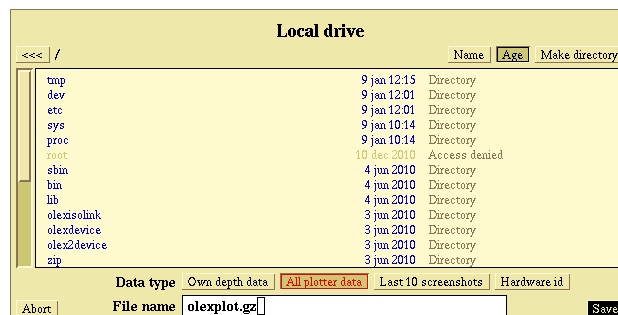 Local drive
<<< / Name Age Make directory
tmp 9 jan 12:15 Directory
dev 9 jan 12:01 Directory
etc 9 jan 12:01 Directory
sys 9 jan 10:14 Directory
proc 9 jan 10:14 Directory
root 10 dec 2010 Access denied
sbin 4 jun 2010 Directory
bin 4 jun 2010 Directory
lib 4 jun 2010 Directory
olexisolink 3 jun 2010 Directory
olexdevice 3 jun 2010 Directory
olex2device 3 jun 2010 Directory
zip 3 jun 2010 Directory
Data type Own depth data All plotter data Last 10 screenshots Hardware id
Abort File name olexplot.gz Save